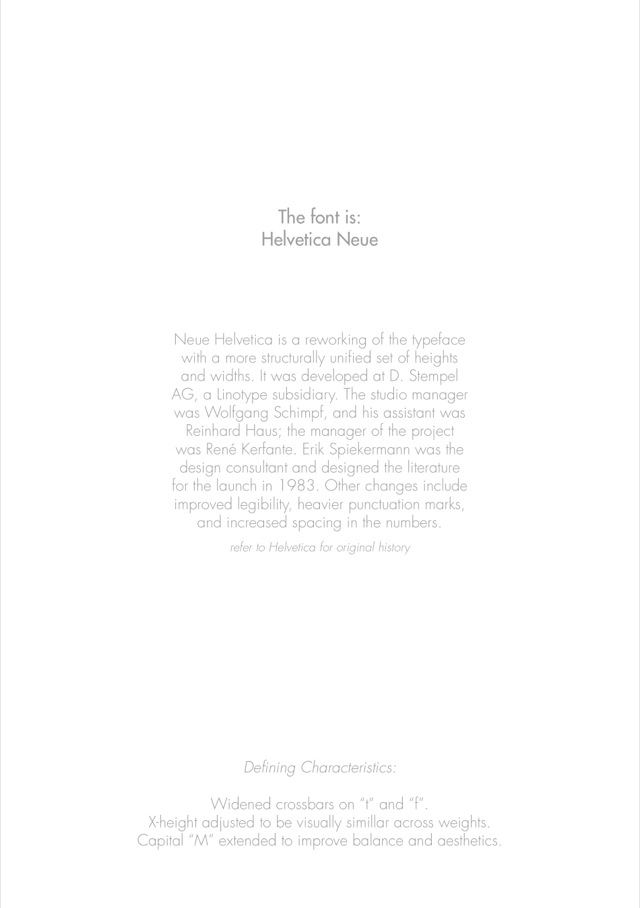 The font is:
Helvetica Neue
Neue Helvetica is a reworking of the typeface
with a more structurally unified set of heights
and widths. It was developed at D. Stempel
AG, a Linotype subsidiary. The studio manager
was Wolfgang Schimpf, and his assistant was
Reinhard Haus; the manager of the project
was René Kerfante. Erik Spiekermann was the
design consultant and designed the literature
for the launch in 1983. Other changes include
improved legibility, heavier punctuation marks,
and increased spacing in the numbers.
refer to Helvetica for original history
Defining Characteristics:
Widened crossbars on “t” and “f”.
X-height adjusted to be visually simillar across weights.
Capital “M” extended to improve balance and aesthetics.